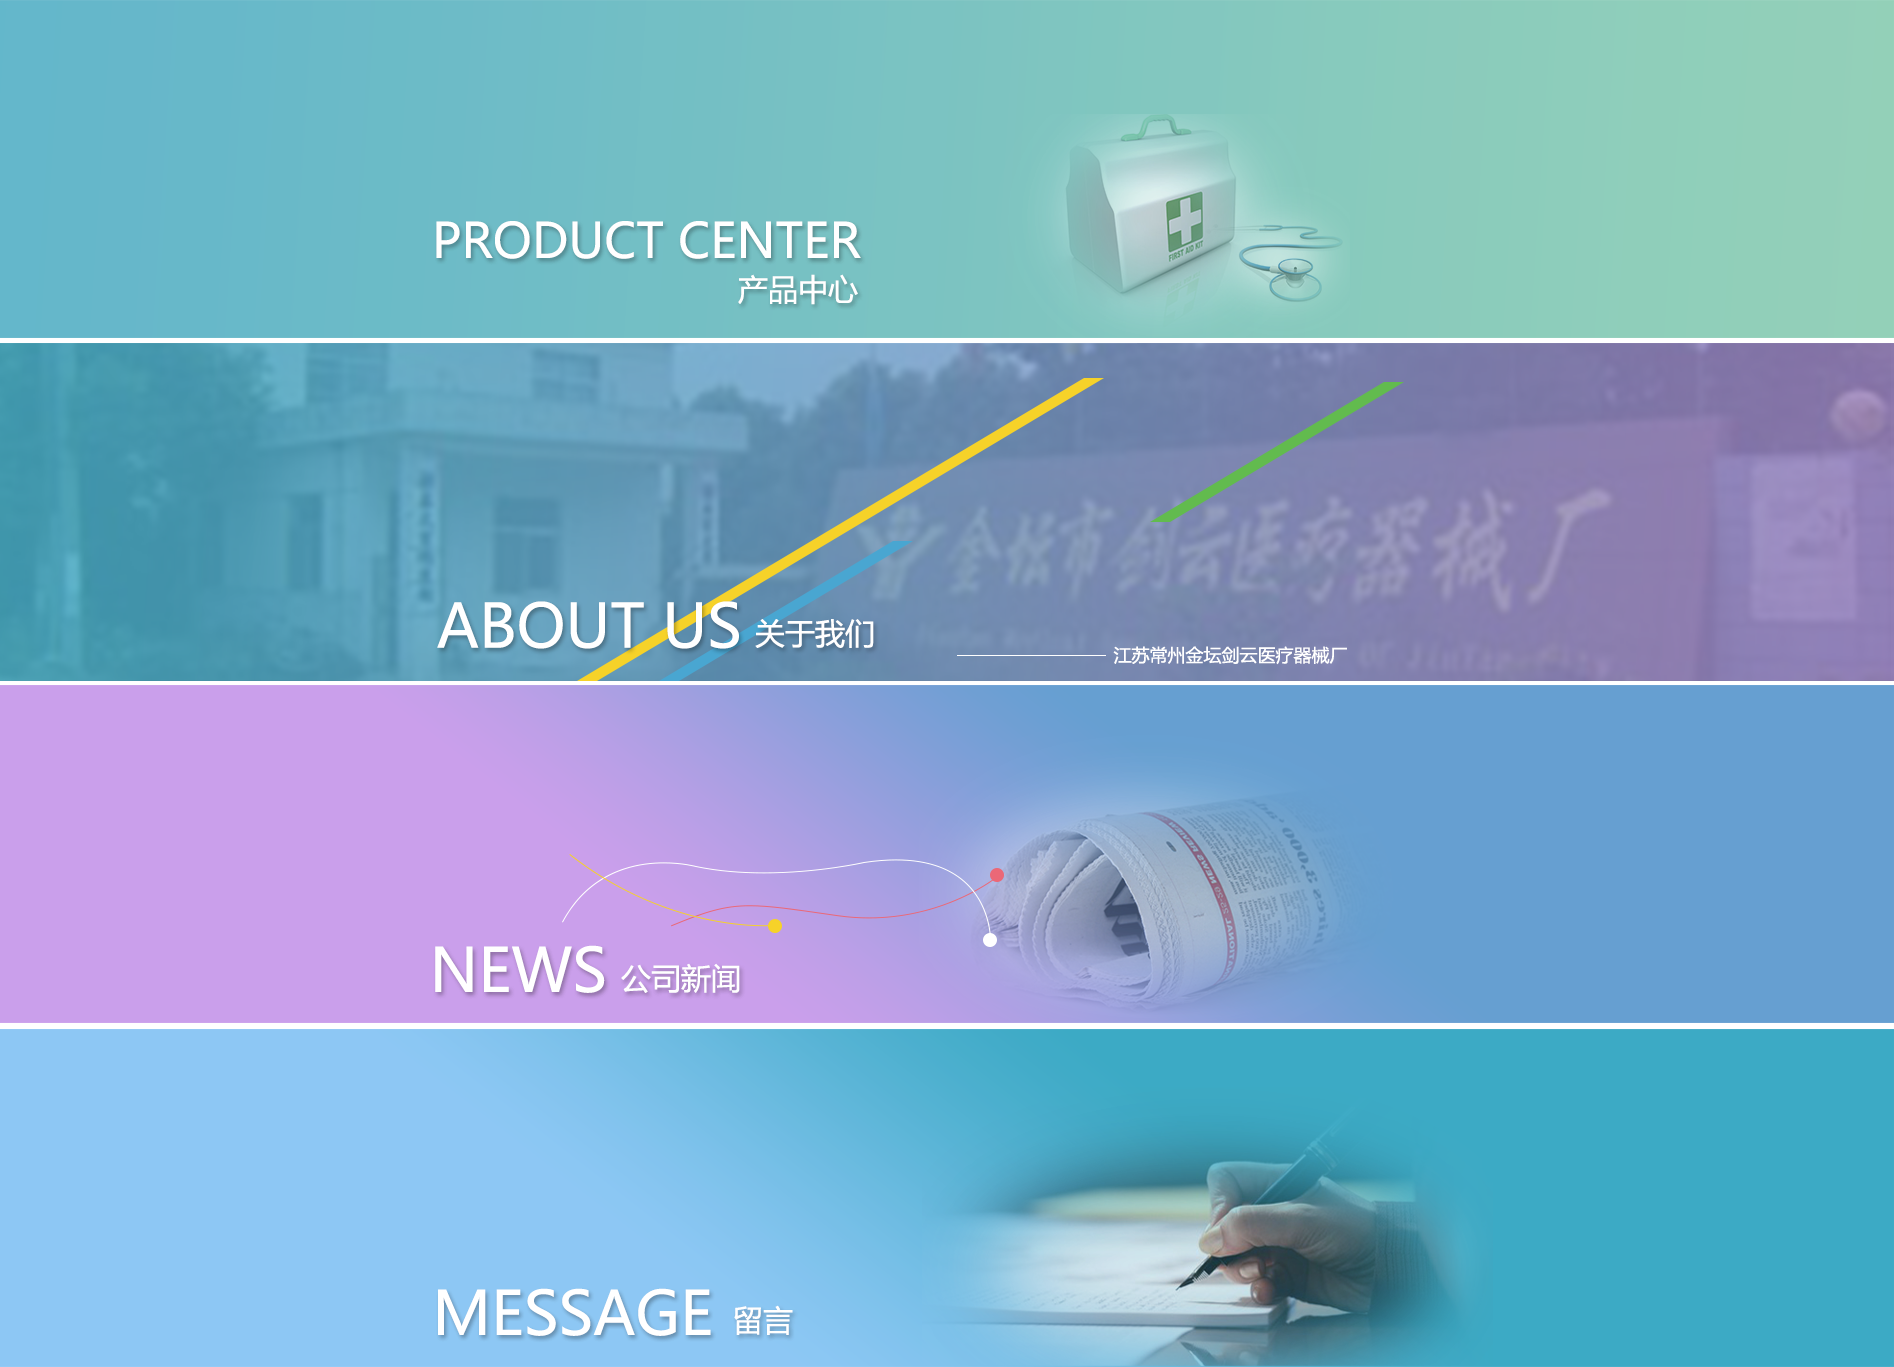 PRODUCT CENTER
产品中心
FIRST AID KIT
金坛市剑云医疗器械厂
ABOUT US 关于我们
江苏常州金坛剑云医疗器械厂
NEWS 公司新闻
MESSAGE 留言